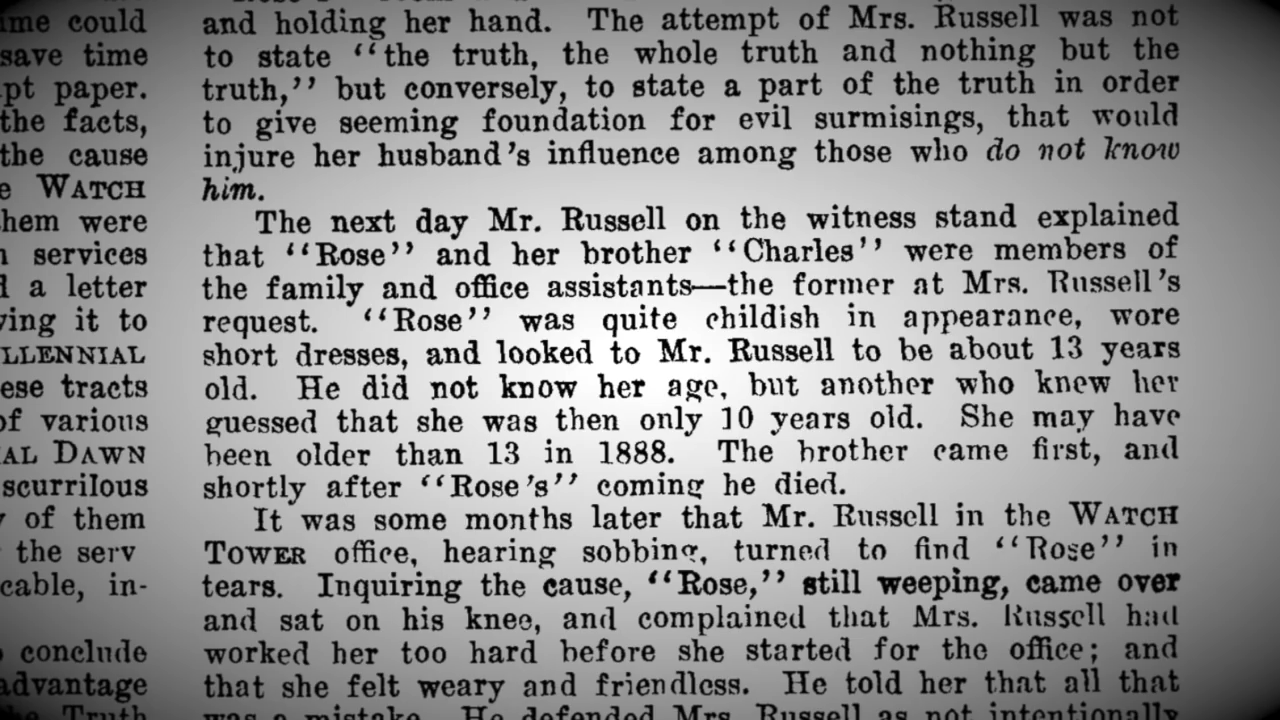 me could
save time
pt paper.
the facts,
the cause
e WATCH
hem were
services
a letter
ing it to
LLENNIAL
ese tracts
of various
AL DAWN
scurrilous
of them
the serv
cable, in-
conclude
advantage
Truth
and holding her hand. The attempt of Mrs. Russell was not
to state ‘‘the truth, the whole truth and nothing but the
truth,’’ but conversely, to state a part of the truth in order
to give seeming foundation for evil surmisings, that would
injure her husband’s influence among those who do not know
him.
The next day Mr. Russell on the witness stand explained
that ‘‘Rose’’ and her brother ‘‘Charles’’ were members of
the family and office assistants—the former at Mrs. Russell’s
request. ‘‘Rose’’ was quite childish in appearance, wore
short dresses, and looked to Mr. Russell to be about 13 years
old. He did not know her age, but another who knew her
guessed that she was then only 10 years old. She may have
been older than 13 in 1888. The brother came first, and
shortly after ‘‘Rose’s’’ coming he died.
It was some months later that Mr. Russell in the WATCH
TOWER office, hearing sobbing, turned to find ‘‘Rose’’ in
tears. Inquiring the cause, ‘‘Rose,’’ still weeping, came over
and sat on his knee, and complained that Mrs. Russell had
worked her too hard before she started for the office; and
that she felt weary and friendless. He told her that all that
was a mistake. He defended Mrs. Russell as not intentionally